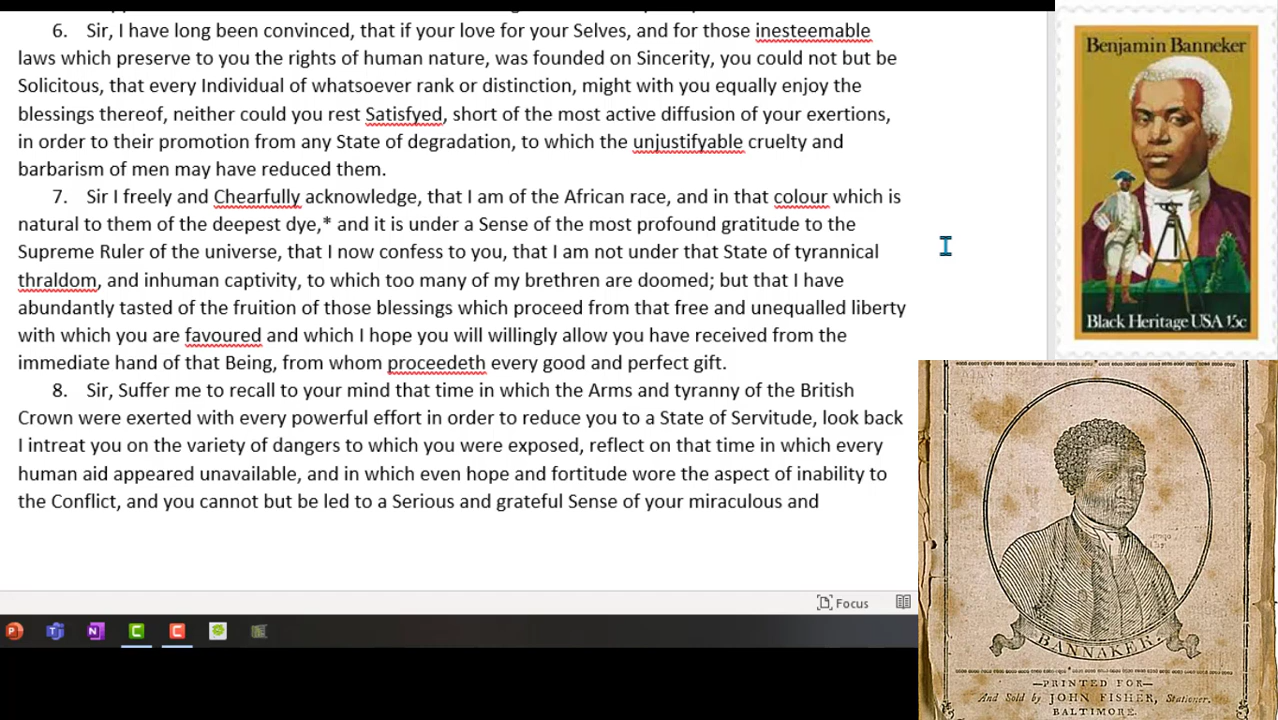 6. Sir, I have long been convinced, that if your love for your Selves, and for those inesteemable
laws which preserve to you the rights of human nature, was founded on Sincerity, you could not but be
Solicitous, that every Individual of whatsoever rank or distinction, might with you equally enjoy the
blessings thereof, neither could you rest Satisfyed, short of the most active diffusion of your exertions,
in order to their promotion from any State of degradation, to which the unjustifyable cruelty and
barbarism of men may have reduced them.
7. Sir I freely and Chearfully acknowledge, that I am of the African race, and in that colour which is
natural to them of the deepest dye,* and it is under a Sense of the most profound gratitude to the
Supreme Ruler of the universe, that I now confess to you, that I am not under that State of tyrannical
thraldom, and inhuman captivity, to which too many of my brethren are doomed; but that I have
abundantly tasted of the fruition of those blessings which proceed from that free and unequalled liberty
with which you are favoured and which I hope you will willingly allow you have received from the
immediate hand of that Being, from whom proceedeth every good and perfect gift.
8. Sir, Suffer me to recall to your mind that time in which the Arms and tyranny of the British
Crown were exerted with every powerful effort in order to reduce you to a State of Servitude, look back
I intreat you on the variety of dangers to which you were exposed, reflect on that time in which every
human aid appeared unavailable, and in which even hope and fortitude wore the aspect of inability to
the Conflict, and you cannot but be led to a Serious and grateful Sense of your miraculous and
Focus
Benjamin Banneker
Black Heritage USA 15c
BANNAKER.
—PRINTED FOR—
And Sold by JOHN FISHER, Stationer.
BALTIMORE.